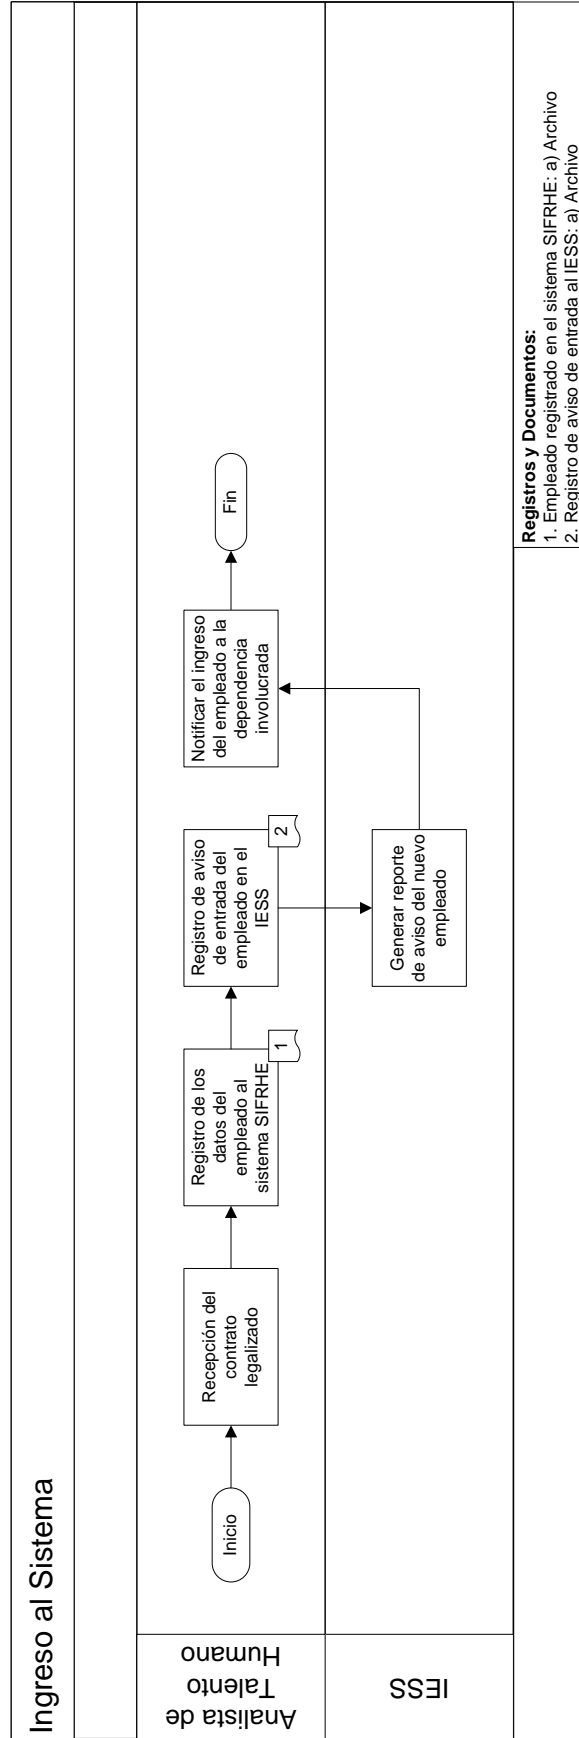 Ingreso al Sistema
Analista de
Talento
Humano
Inicio
Recepción del
contrato
legalizado
Registro de los
datos del
empleado al
sistema SIFRHE
1
Registro de aviso
de entrada del
empleado en el
IESS
2
Notificar el ingreso
del empleado a la
dependencia
involucrada
Fin
IESS
Generar reporte
de aviso del nuevo
empleado
Registros y Documentos:
1. Empleado registrado en el sistema SIFRHE: a) Archivo
2. Registro de aviso de entrada al IESS: a) Archivo